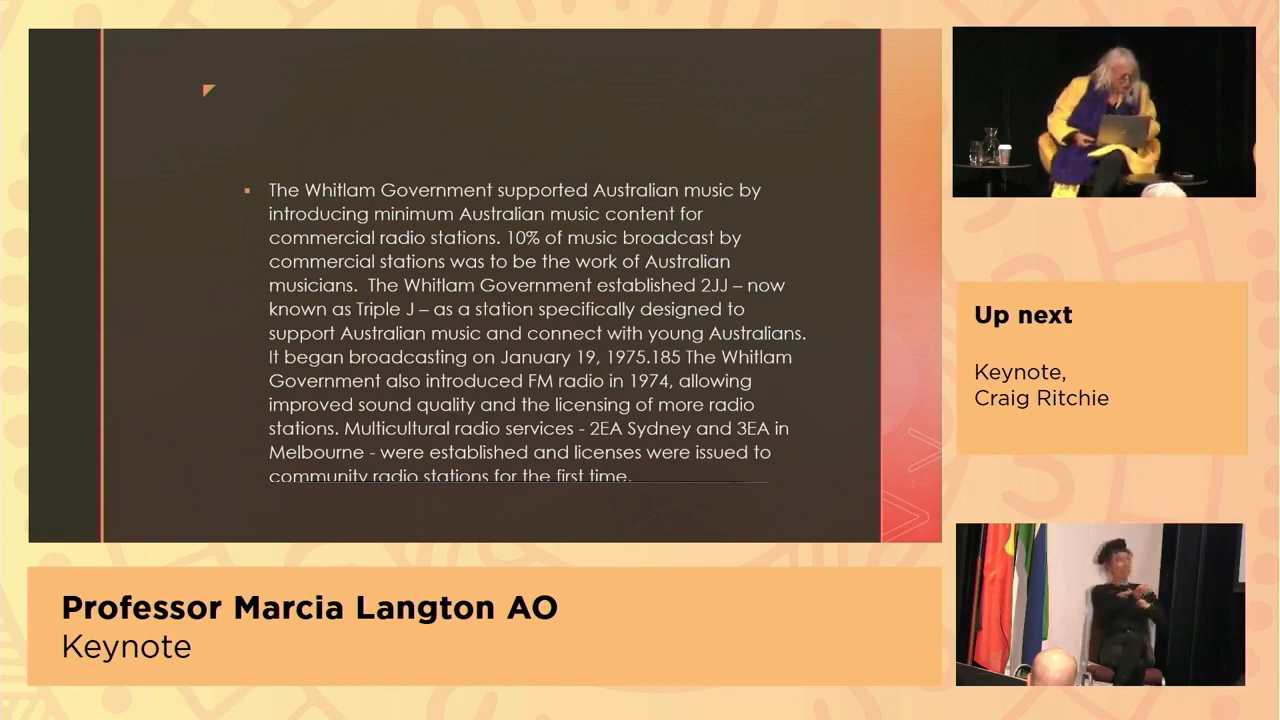 The Whitlam Government supported Australian music by
introducing minimum Australian music content for
commercial radio stations. 10% of music broadcast by
commercial stations was to be the work of Australian
musicians.  The Whitlam Government established 2JJ – now
known as Triple J – as a station specifically designed to
support Australian music and connect with young Australians.
It began broadcasting on January 19, 1975.185 The Whitlam
Government also introduced FM radio in 1974, allowing
improved sound quality and the licensing of more radio
stations. Multicultural radio services - 2EA Sydney and 3EA in
Melbourne - were established and licenses were issued to
community radio stations for the first time.
Up next
Keynote,
Craig Ritchie
Professor Marcia Langton AO
Keynote